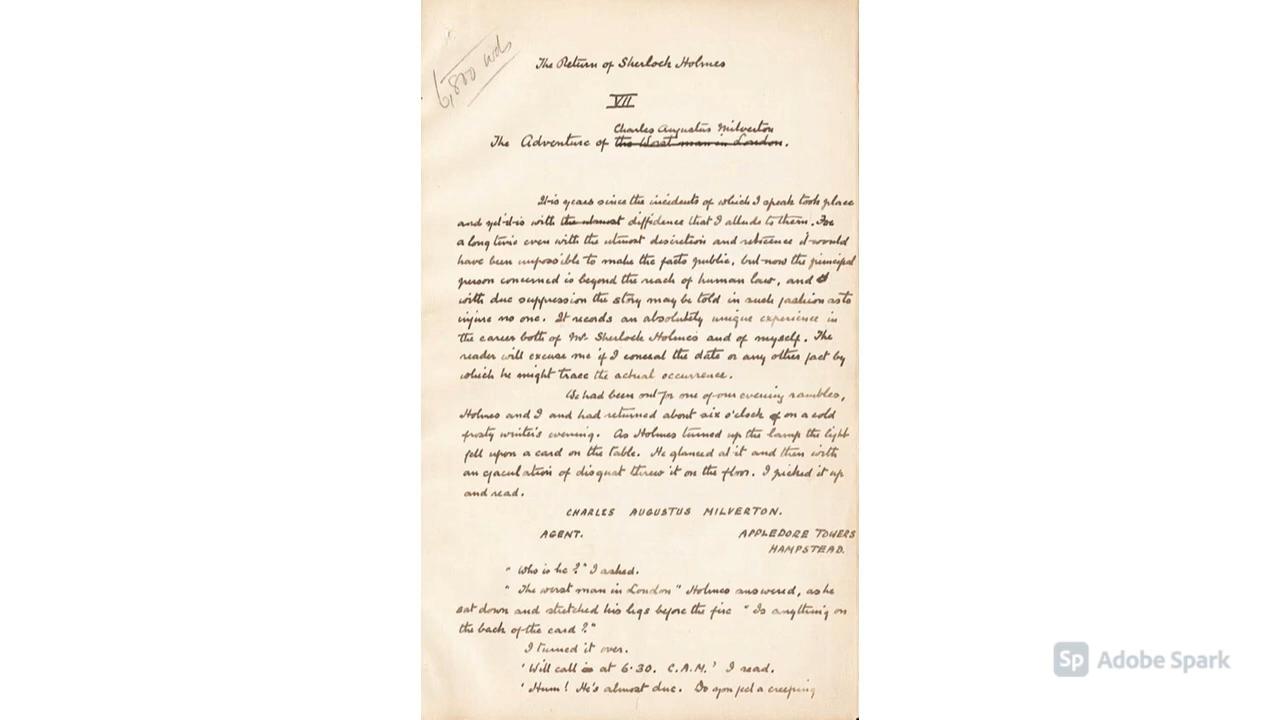 6,800 wds
The Return of Sherlock Holmes
VII
Charles Augustus Milverton
The Adventure of the Worst man in London.
It is years since the incidents of which I speak took place
and yet it is with the utmost diffidence that I allude to them. For
a long time even with the utmost discretion and reticence it would
have been impossible to make the facts public, but now the principal
person concerned is beyond the reach of human law, and
with due suppression the story may be told in such fashion as to
injure no one. It records an absolutely unique experience in
the career both of Mr Sherlock Holmes and of myself. The
reader will excuse me if I conceal the date or any other fact by
which he might trace the actual occurrence.
We had been out for one of our evening rambles,
Holmes and I and had returned about six o'clock on a cold
frosty winter's evening. As Holmes turned up the lamp the light
fell upon a card on the table. He glanced at it and then with
an ejaculation of disgust threw it on the floor. I picked it up
and read.
CHARLES AUGUSTUS MILVERTON.
AGENT. APPLEDORE TOWERS
HAMPSTEAD.
"Who is he?" I asked.
"The worst man in London" Holmes answered, as he
sat down and stretched his legs before the fire "Is anything on
the back of the card?"
I turned it over.
'Will call at 6.30. C.A.M.' I read.
'Hum! He's almost due. Do you feel a creeping
Sp Adobe Spark